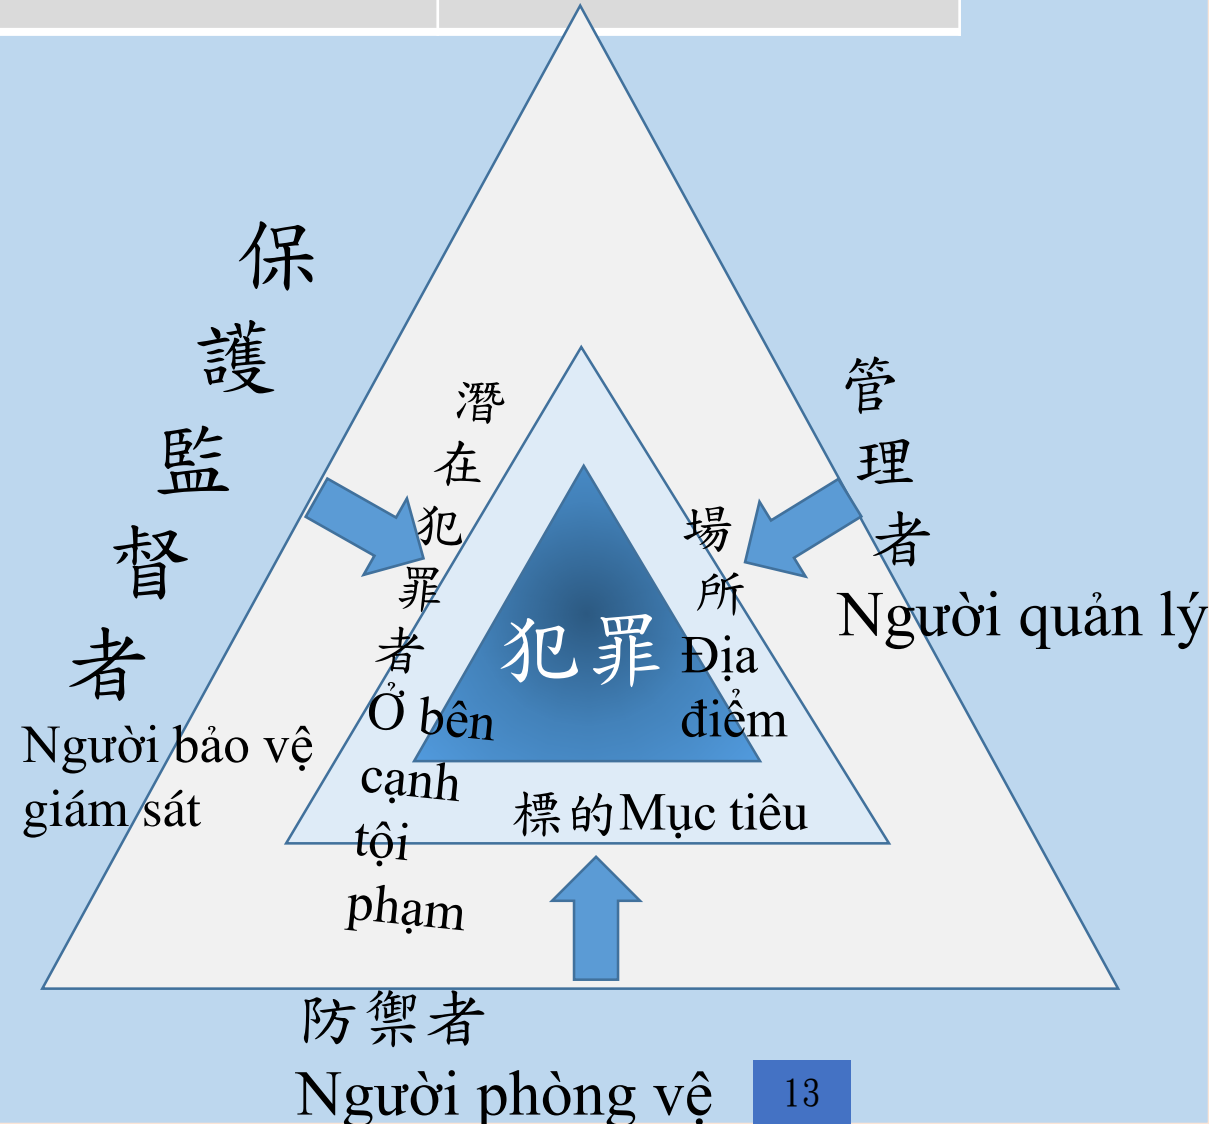 保護監督者
Người bảo vệ
giám sát
潛在犯罪者
Ở bên
cạnh
tội
phạm
犯罪
場所
Địa
điểm
管理者
Người quản lý
標的Mục tiêu
防禦者
Người phòng vệ
13